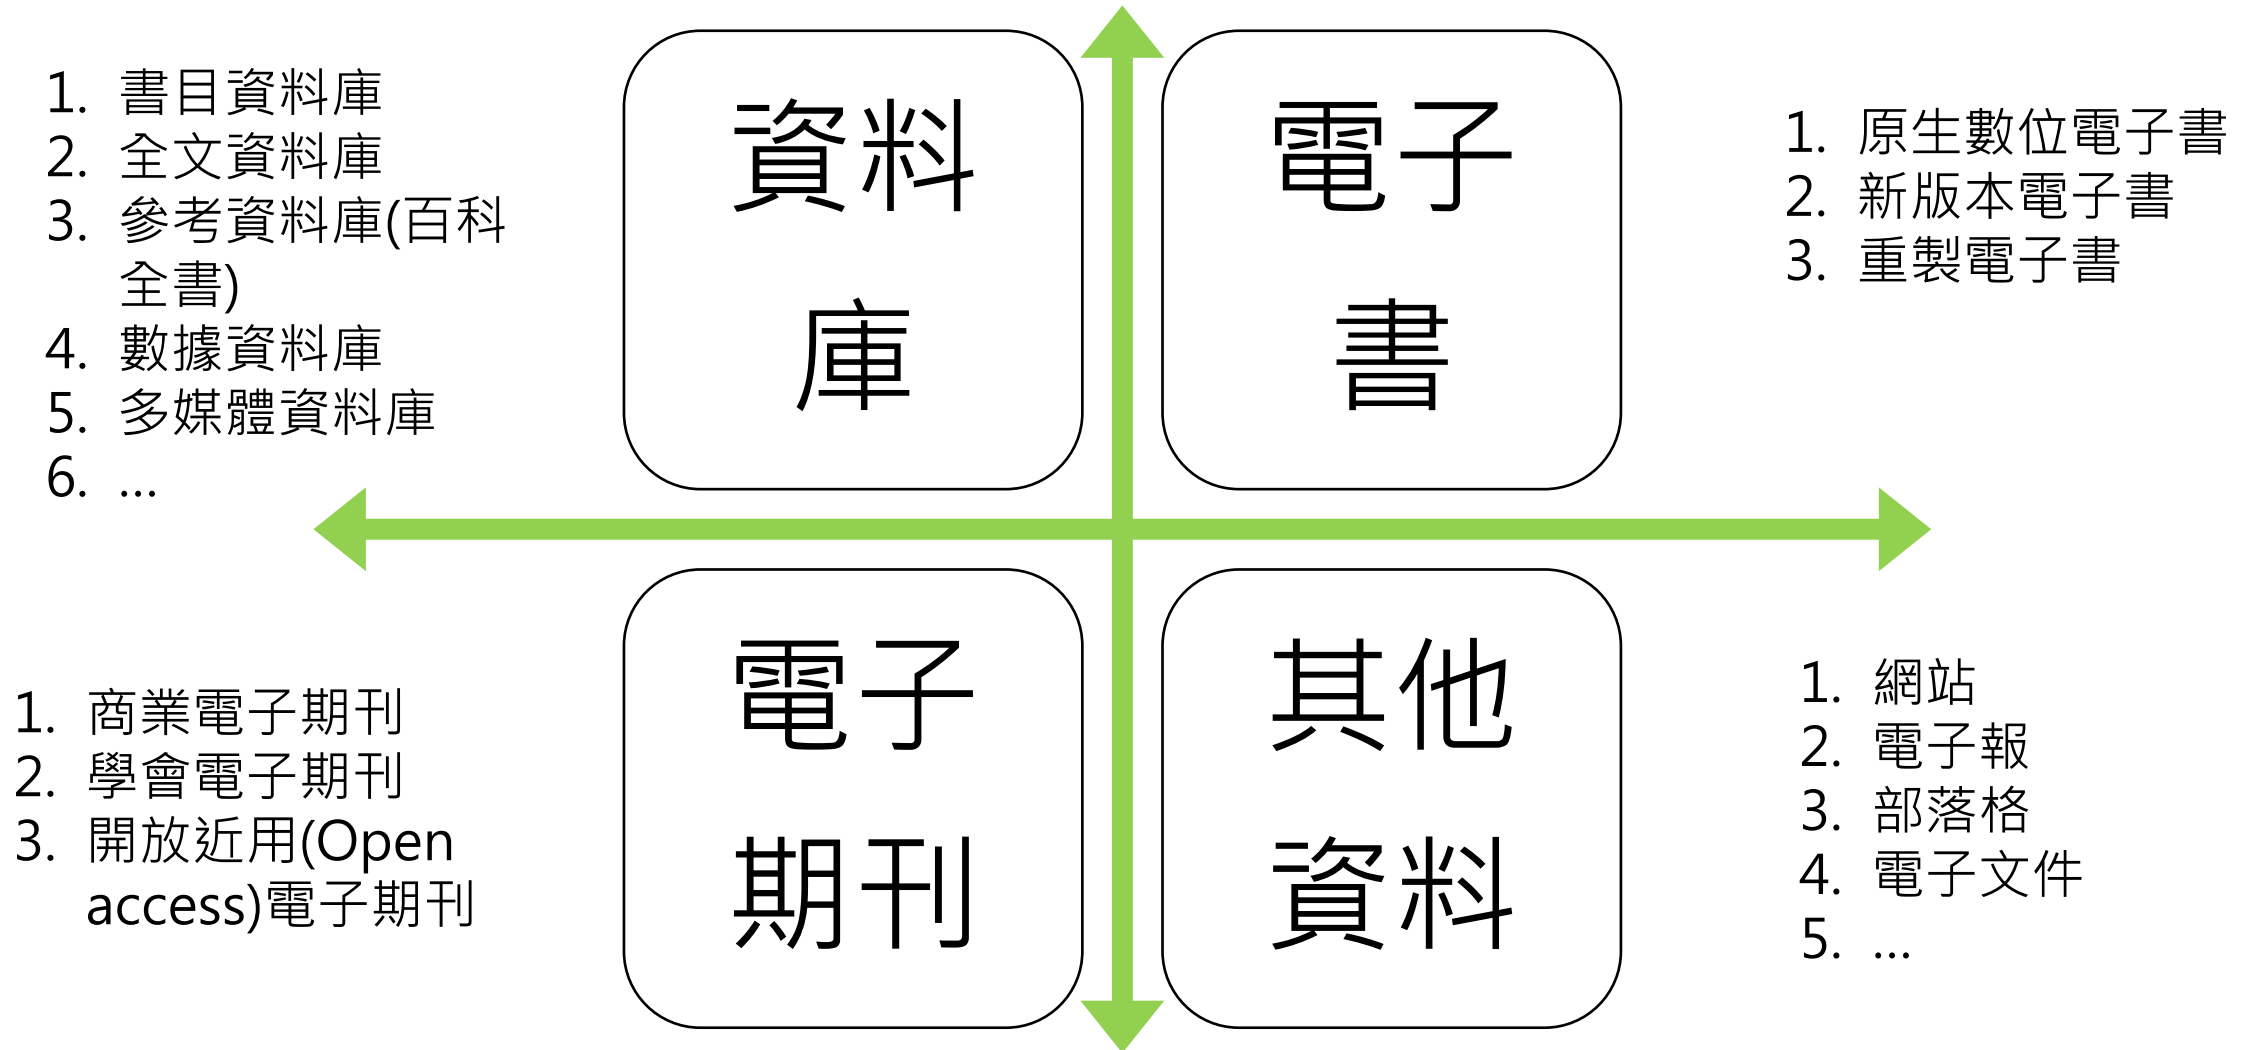 1. 書目資料庫
2. 全文資料庫
3. 參考資料庫(百科
全書)
4. 數據資料庫
5. 多媒體資料庫
6. ...
資料
庫
電子
書
1. 原生數位電子書
2. 新版本電子書
3. 重製電子書
1. 商業電子期刊
2. 學會電子期刊
3. 開放近用(Open
access)電子期刊
電子
期刊
其他
資料
1. 網站
2. 電子報
3. 部落格
4. 電子文件
5. ...